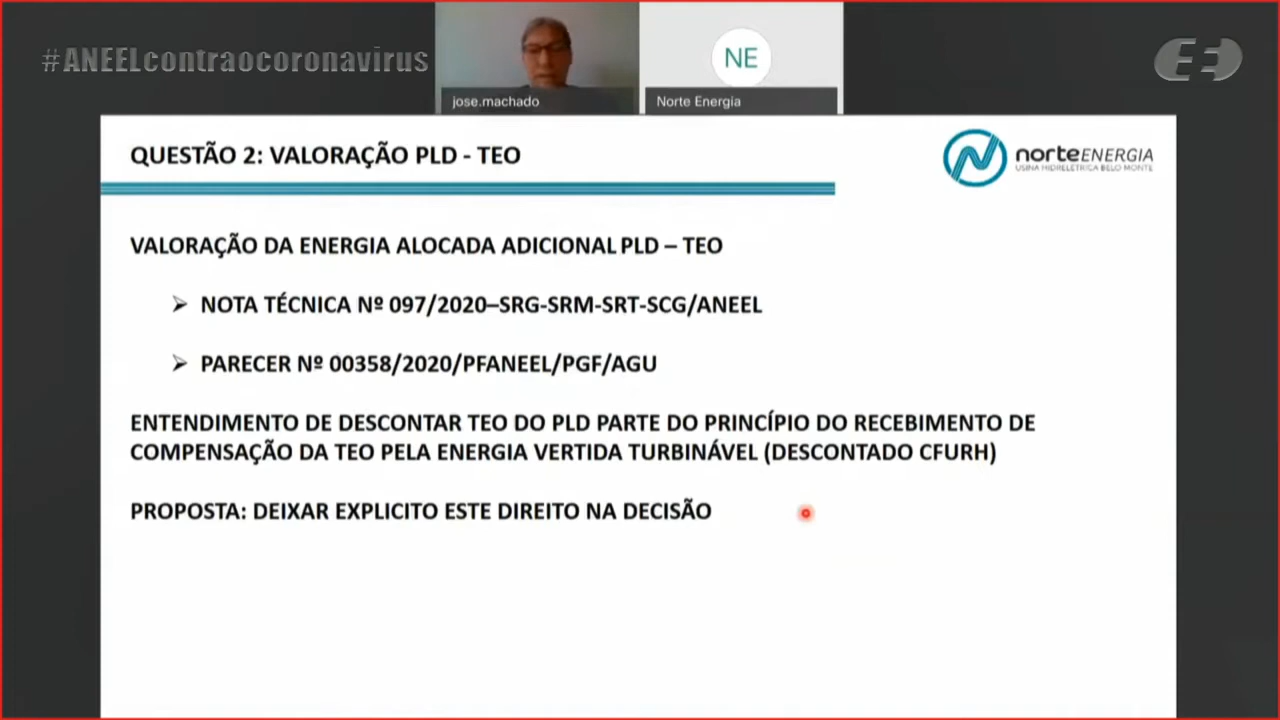 #ANEELcontraocoronavirus
NE
jose.machado
Norte Energia
QUESTÃO 2: VALORAÇÃO PLD - TEO
norteENERGIA
USINA HIDRELÉTRICA BELO MONTE
VALORAÇÃO DA ENERGIA ALOCADA ADICIONAL PLD – TEO
➢ NOTA TÉCNICA Nº 097/2020–SRG-SRM-SRT-SCG/ANEEL
➢ PARECER Nº 00358/2020/PFANEEL/PGF/AGU
ENTENDIMENTO DE DESCONTAR TEO DO PLD PARTE DO PRINCÍPIO DO RECEBIMENTO DE
COMPENSAÇÃO DA TEO PELA ENERGIA VERTIDA TURBINÁVEL (DESCONTADO CFURH)
PROPOSTA: DEIXAR EXPLICITO ESTE DIREITO NA DECISÃO